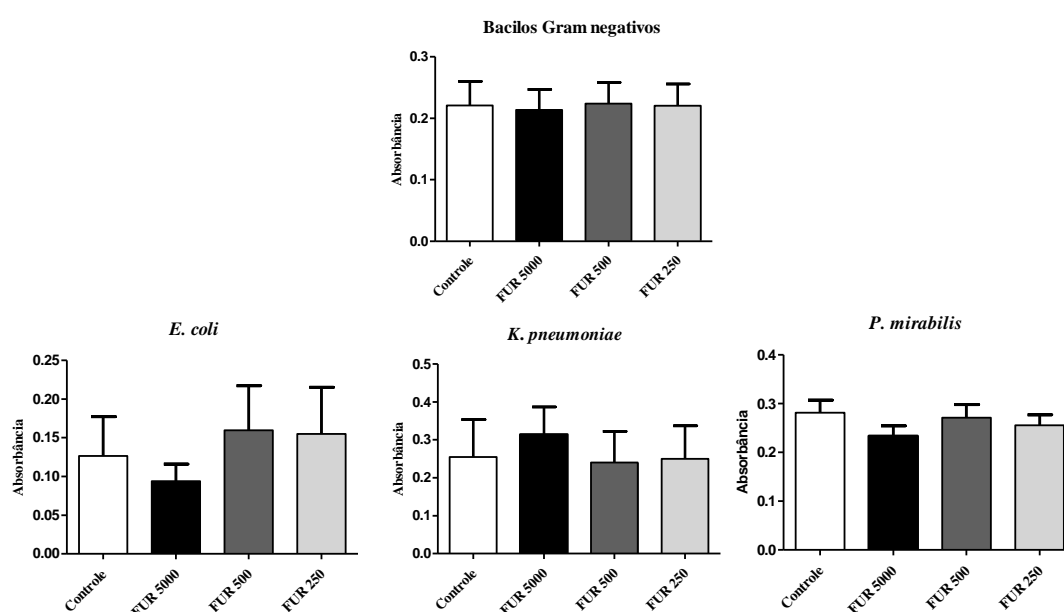 Bacilos Gram negativos
0.3
0.2
0.1
0.0
Absorbância
Controle
FUR 5000
FUR 500
FUR 250
E. coli
0.25
0.20
0.15
0.10
0.05
0.00
Absorbância
Controle
FUR 5000
FUR 500
FUR 250
K. pneumoniae
0.5
0.4
0.3
0.2
0.1
0.0
Absorbância
Controle
FUR 5000
FUR 500
FUR 250
P. mirabilis
0.4
0.3
0.2
0.1
0.0
Absorbância
Controle
FUR 5000
FUR 500
FUR 250